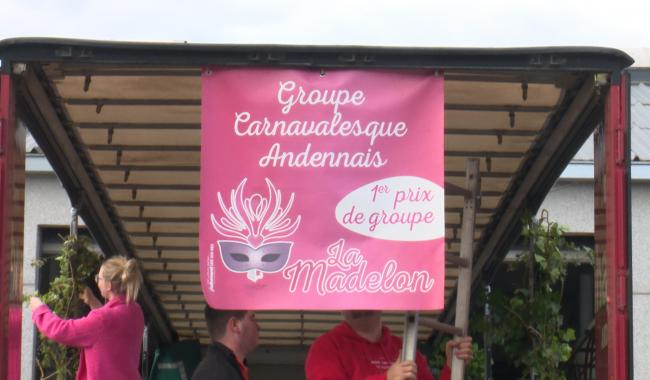 Groupe
Carnavalesque
Andennais
1er prix
de groupe
La
Madelon